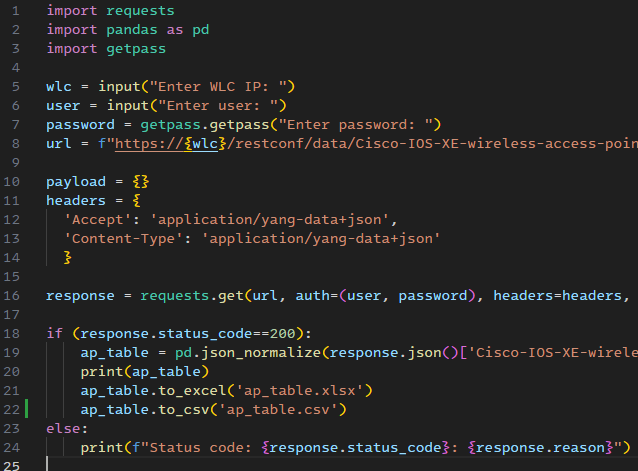 1 import requests
2 import pandas as pd
3 import getpass
4
5 wlc = input("Enter WLC IP: ")
6 user = input("Enter user: ")
7 password = getpass.getpass("Enter password: ")
8 url = f"https://{wlc}/restconf/data/Cisco-IOS-XE-wireless-access-poin
9
10 payload = {}
11 headers = {
12   'Accept': 'application/yang-data+json',
13   'Content-Type': 'application/yang-data+json'
14   }
15
16 response = requests.get(url, auth=(user, password), headers=headers,
17
18 if (response.status_code==200):
19     ap_table = pd.json_normalize(response.json()['Cisco-IOS-XE-wirele
20     print(ap_table)
21     ap_table.to_excel('ap_table.xlsx')
22     ap_table.to_csv('ap_table.csv')
23 else:
24     print(f"Status code: {response.status_code}: {response.reason}")
25